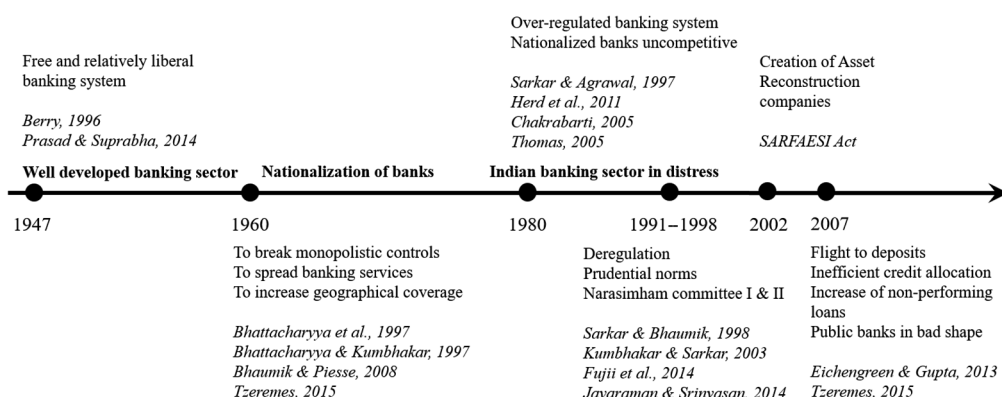 Free and relatively liberal
banking system
Berry, 1996
Prasad & Suprabha, 2014
Over-regulated banking system
Nationalized banks uncompetitive
Sarkar & Agrawal, 1997
Herd et al., 2011
Chakrabarti, 2005
Thomas, 2005
Creation of Asset
Reconstruction
companies
SARFAESI Act
Well developed banking sector
Nationalization of banks
Indian banking sector in distress
1947
1960
1980
1991–1998
2002
2007
To break monopolistic controls
To spread banking services
To increase geographical coverage
Bhattacharyya et al., 1997
Bhattacharyya & Kumbhakar, 1997
Bhaumik & Piesse, 2008
Tzeremes, 2015
Deregulation
Prudential norms
Narasimham committee I & II
Sarkar & Bhaumik, 1998
Kumbhakar & Sarkar, 2003
Fujii et al., 2014
Jayaraman & Srinvasan, 2014
Flight to deposits
Inefficient credit allocation
Increase of non-performing
loans
Public banks in bad shape
Eichengreen & Gupta, 2013
Tzeremes, 2015